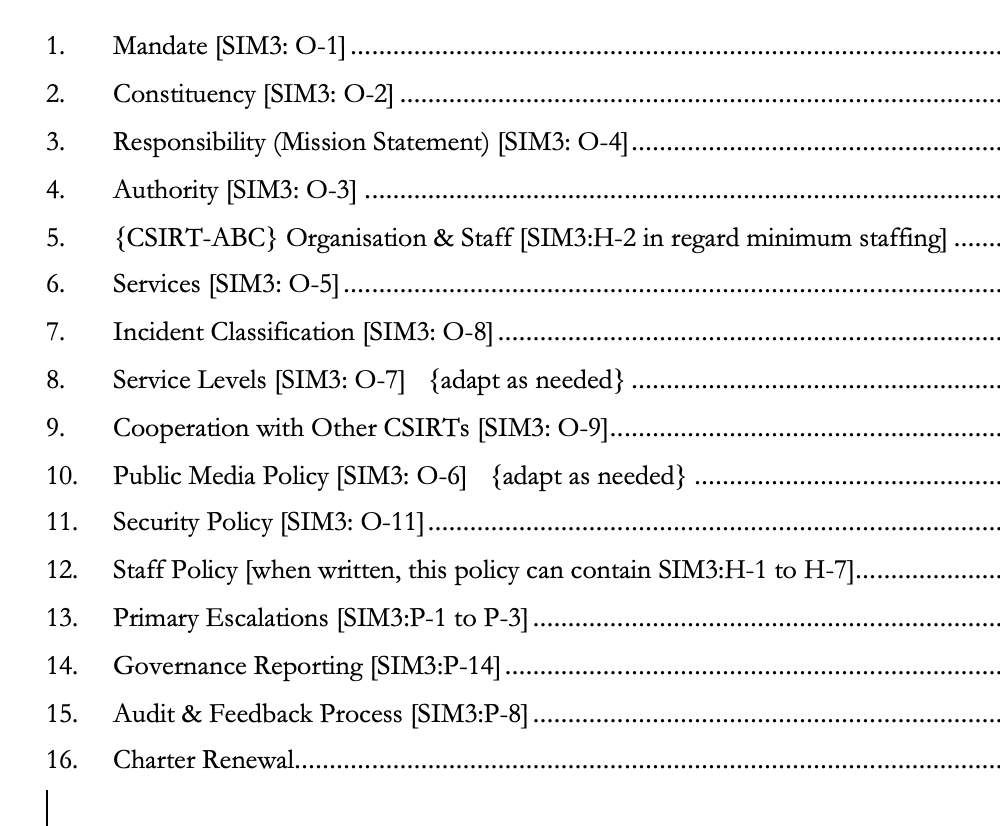 1. Mandate [SIM3: O-1]
2. Constituency [SIM3: O-2]
3. Responsibility (Mission Statement) [SIM3: O-4]
4. Authority [SIM3: O-3]
5. {CSIRT-ABC} Organisation & Staff [SIM3:H-2 in regard minimum staffing]
6. Services [SIM3: O-5]
7. Incident Classification [SIM3: O-8]
8. Service Levels [SIM3: O-7] {adapt as needed}
9. Cooperation with Other CSIRTs [SIM3: O-9]
10. Public Media Policy [SIM3: O-6] {adapt as needed}
11. Security Policy [SIM3: O-11]
12. Staff Policy [when written, this policy can contain SIM3:H-1 to H-7]
13. Primary Escalations [SIM3:P-1 to P-3]
14. Governance Reporting [SIM3:P-14]
15. Audit & Feedback Process [SIM3:P-8]
16. Charter Renewal